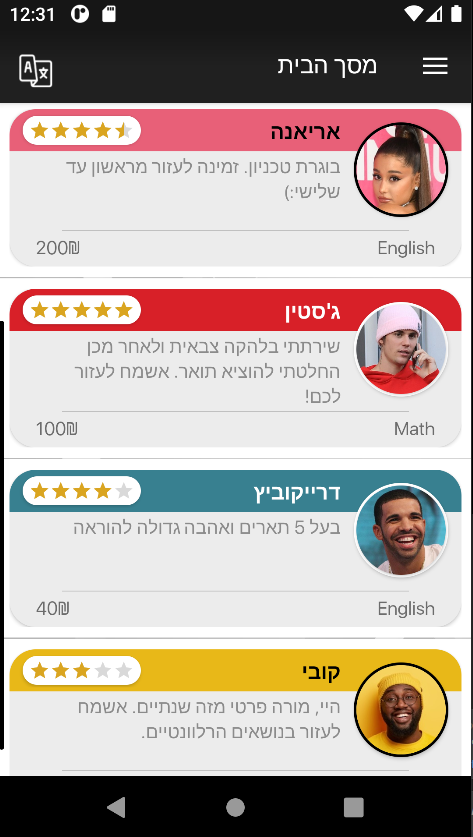 12:31
מסך הבית
אריאנה
בוגרת טכניון. זמינה לעזור מראשון עד
שלישי:)
English
200₪
ג'סטין
שירתתי בלהקה צבאית ולאחר מכן
החלטתי להוציא תואר. אשמח לעזור
לכם!
Math
100₪
דרייקוביץ
בעל 5 תארים ואהבה גדולה להוראה
English
40₪
קובי
היי, מורה פרטי מזה שנתיים. אשמח
לעזור בנושאים הרלוונטיים.